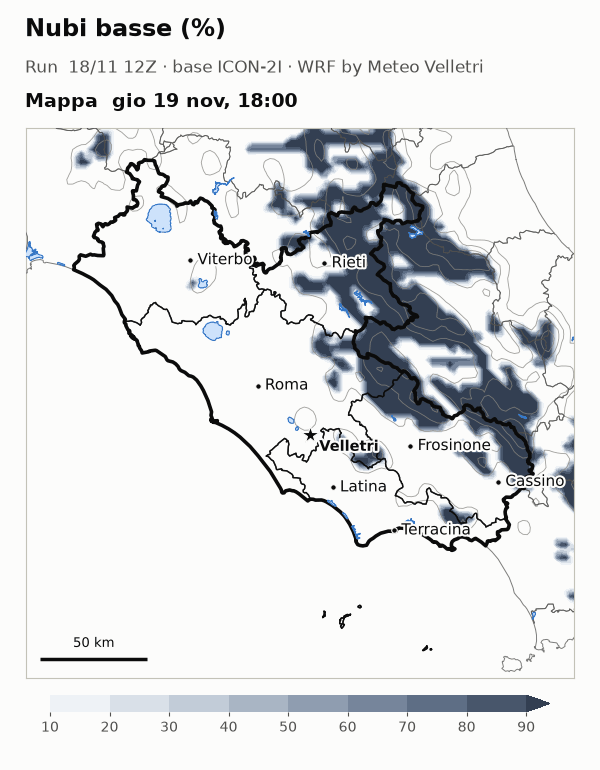 Nubi basse (%)
Run 18/11 12Z · base ICON-2I · WRF by Meteo Velletri
Mappa gio 19 nov, 18:00
Viterbo
Rieti
Roma
Velletri
Frosinone
Cassino
Latina
Terracina
50 km
10 20 30 40 50 60 70 80 90